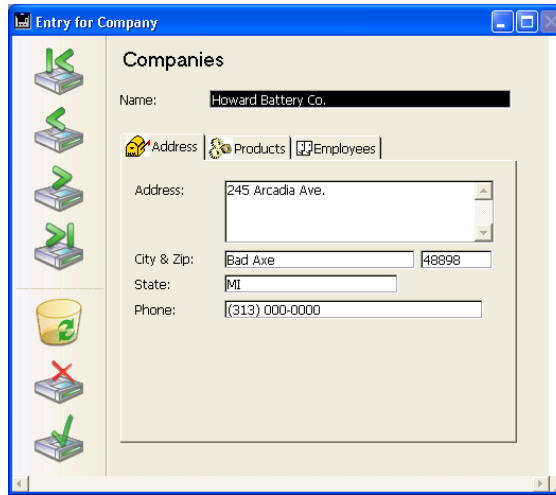 Entry for Company
Companies
Name: Howard Battery Co.
Address Products Employees
Address: 245 Arcadia Ave.
City & Zip: Bad Axe 48898
State: MI
Phone: (313) 000-0000